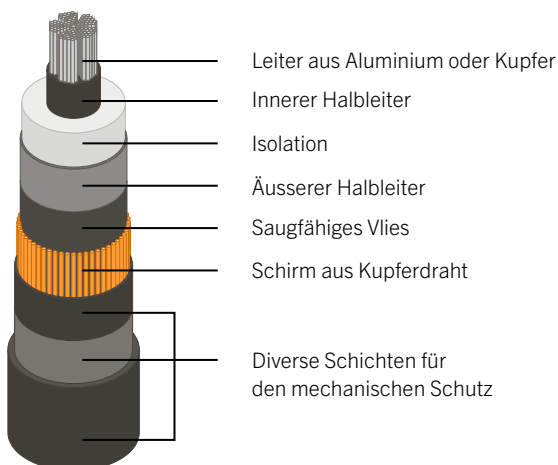 Leiter aus Aluminium oder Kupfer
Innerer Halbleiter
Isolation
Äusserer Halbleiter
Saugfähiges Vlies
Schirm aus Kupferdraht
Diverse Schichten für
den mechanischen Schutz